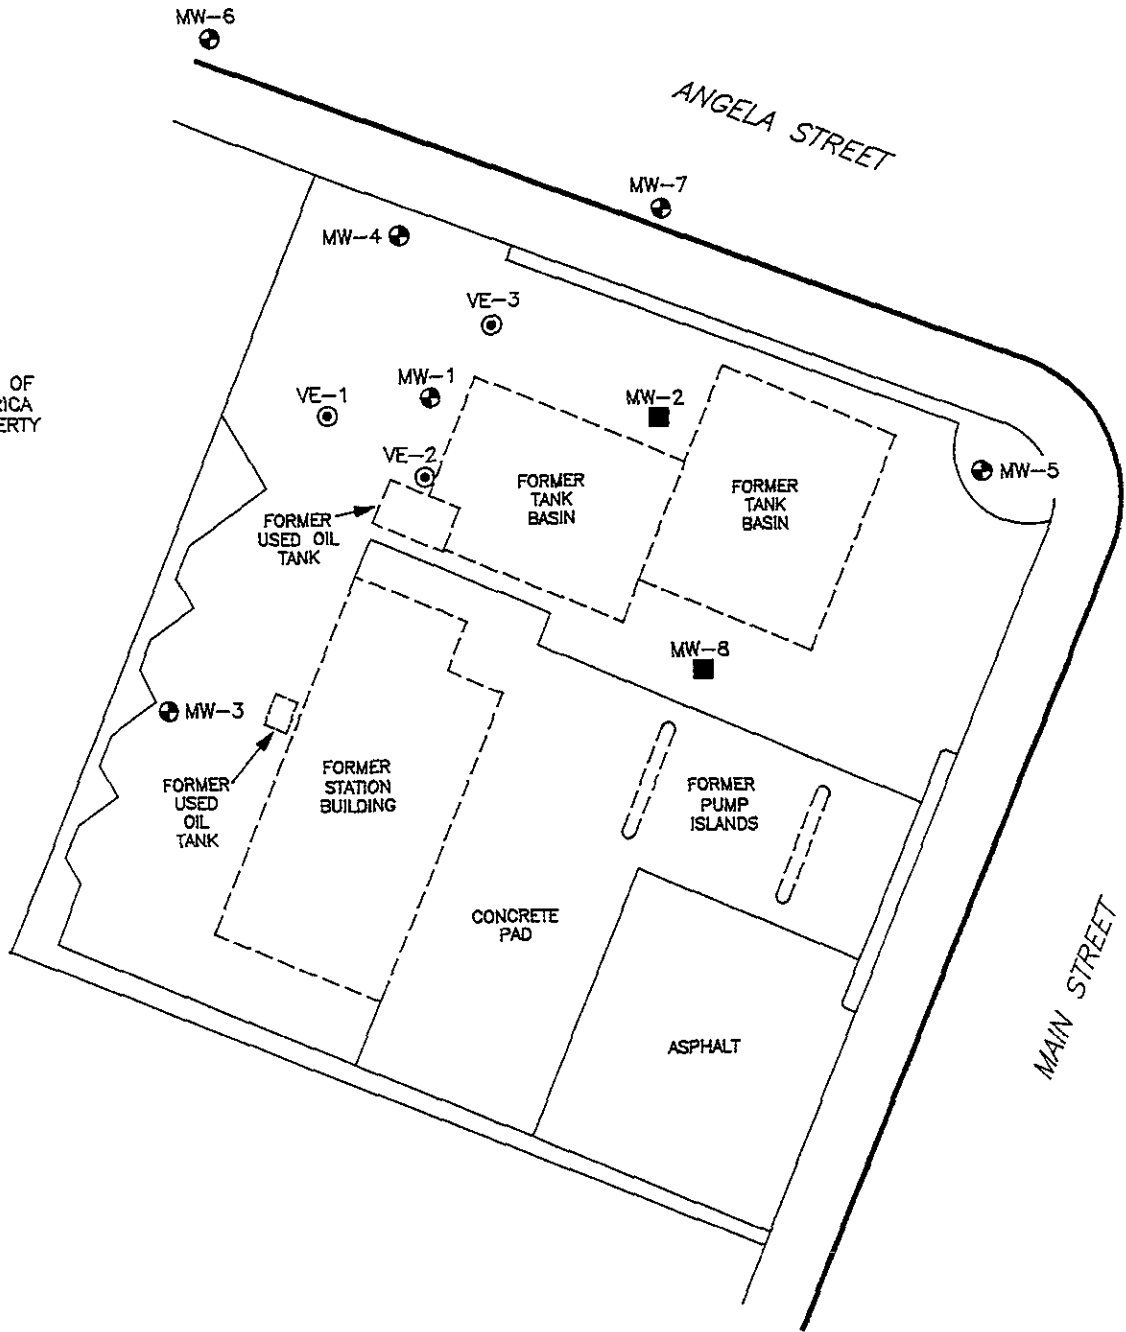 MW-6
ANGELA STREET
MW-7
MW-4
VE-3
OF
MW-1
VE-1
MW-2
VE-2
MW-5
FORMER
TANK
BASIN
FORMER
TANK
BASIN
FORMER
USED OIL
TANK
MW-8
MW-3
FORMER
STATION
BUILDING
FORMER
PUMP
ISLANDS
FORMER
USED
OIL
TANK
CONCRETE
PAD
MAIN STREET
ASPHALT